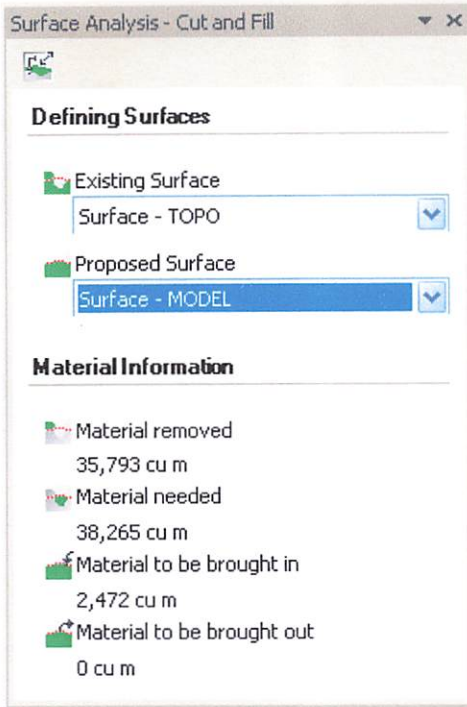 Surface Analysis - Cut and Fill
Defining Surfaces
Existing Surface
Surface - TOPO
Proposed Surface
Surface - MODEL
Material Information
Material removed
35,793 cu m
Material needed
38,265 cu m
Material to be brought in
2,472 cu m
Material to be brought out
0 cu m